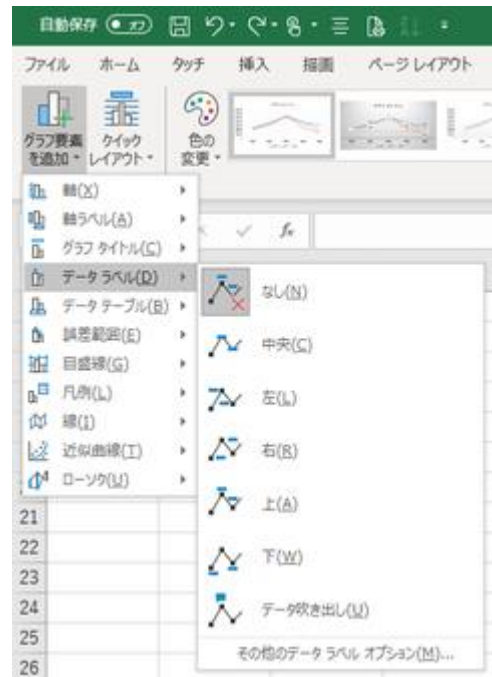 自動保存 オフ
ファイル ホーム タッチ 挿入 描画 ページ レイアウト
グラフ要素を追加
クイックレイアウト
色の変更
軸(X)
軸ラベル(A)
グラフ タイトル(C)
データ ラベル(D)
データ テーブル(B)
誤差範囲(E)
目盛線(G)
凡例(L)
線(I)
近似曲線(T)
ローソク(U)
fx
なし(N)
中央(C)
左(L)
右(R)
上(A)
下(W)
データ吹き出し(U)
その他のデータ ラベル オプション(M)...
21
22
23
24
25
26